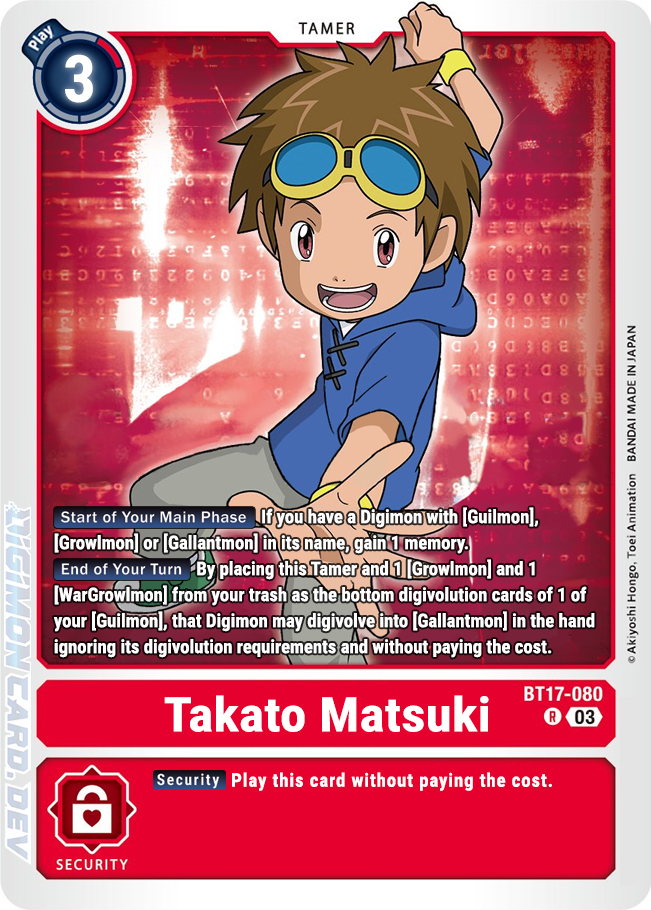 TAMER
Play
3
Start of Your Main Phase If you have a Digimon with [Guilmon],
[Growlmon] or [Gallantmon] in its name, gain 1 memory.
End of Your Turn By placing this Tamer and 1 [Growlmon] and 1
[WarGrowlmon] from your trash as the bottom digivolution cards of 1 of
your [Guilmon], that Digimon may digivolve into [Gallantmon] in the hand
ignoring its digivolution requirements and without paying the cost.
© Akiyoshi Hongo, Toei Animation BANDAI MADE IN JAPAN
DIGIMON CARD.DEV
BT17-080
Takato Matsuki
R 03
Security Play this card without paying the cost.
SECURITY